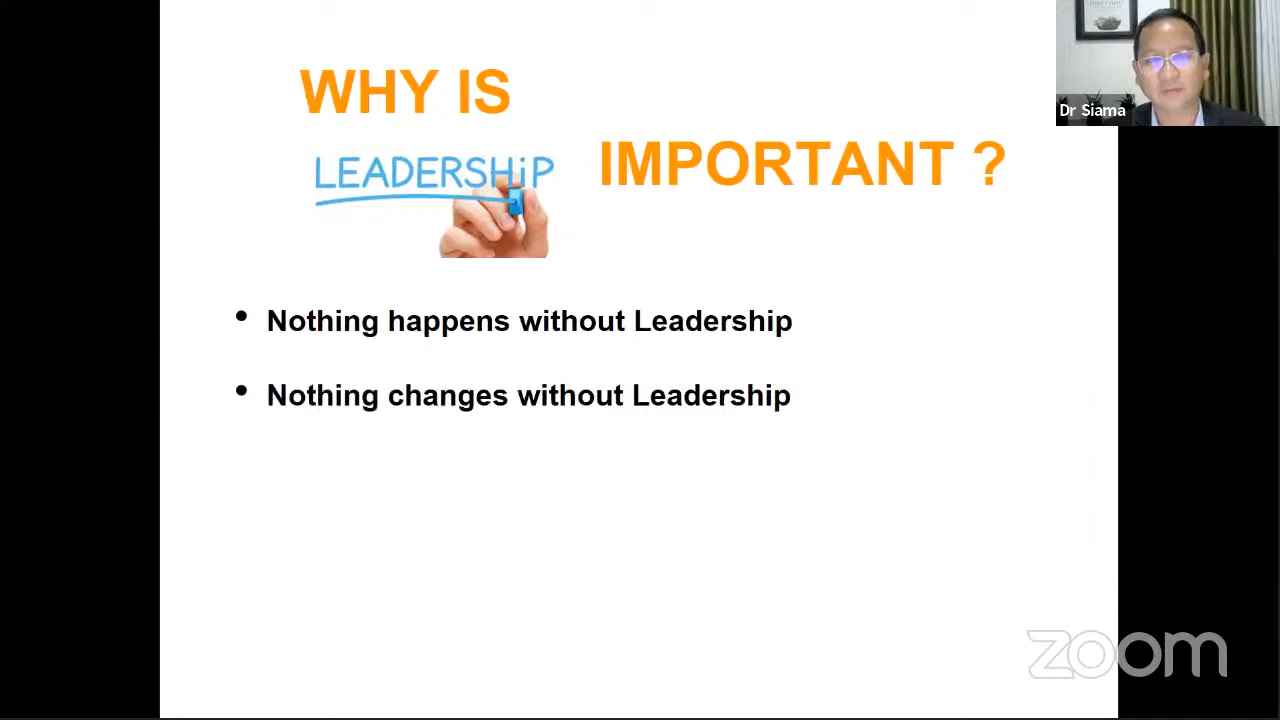 WHY IS
LEADERSHiP
IMPORTANT ?
Dr Siama
• Nothing happens without Leadership
• Nothing changes without Leadership
zoom